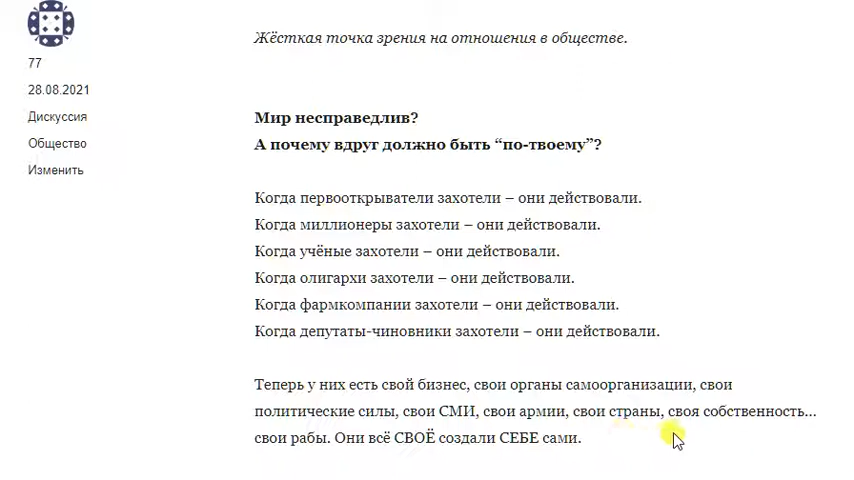 Жёсткая точка зрения на отношения в обществе.
77
28.08.2021
Дискуссия
Общество
Изменить
Мир несправедлив?
А почему вдруг должно быть “по-твоему”?
Когда первооткрыватели захотели – они действовали.
Когда миллионеры захотели – они действовали.
Когда учёные захотели – они действовали.
Когда олигархи захотели – они действовали.
Когда фармкомпании захотели – они действовали.
Когда депутаты-чиновники захотели – они действовали.
Теперь у них есть свой бизнес, свои органы самоорганизации, свои
политические силы, свои СМИ, свои армии, свои страны, своя собственность...
свои рабы. Они всё СВОЁ создали СЕБЕ сами.